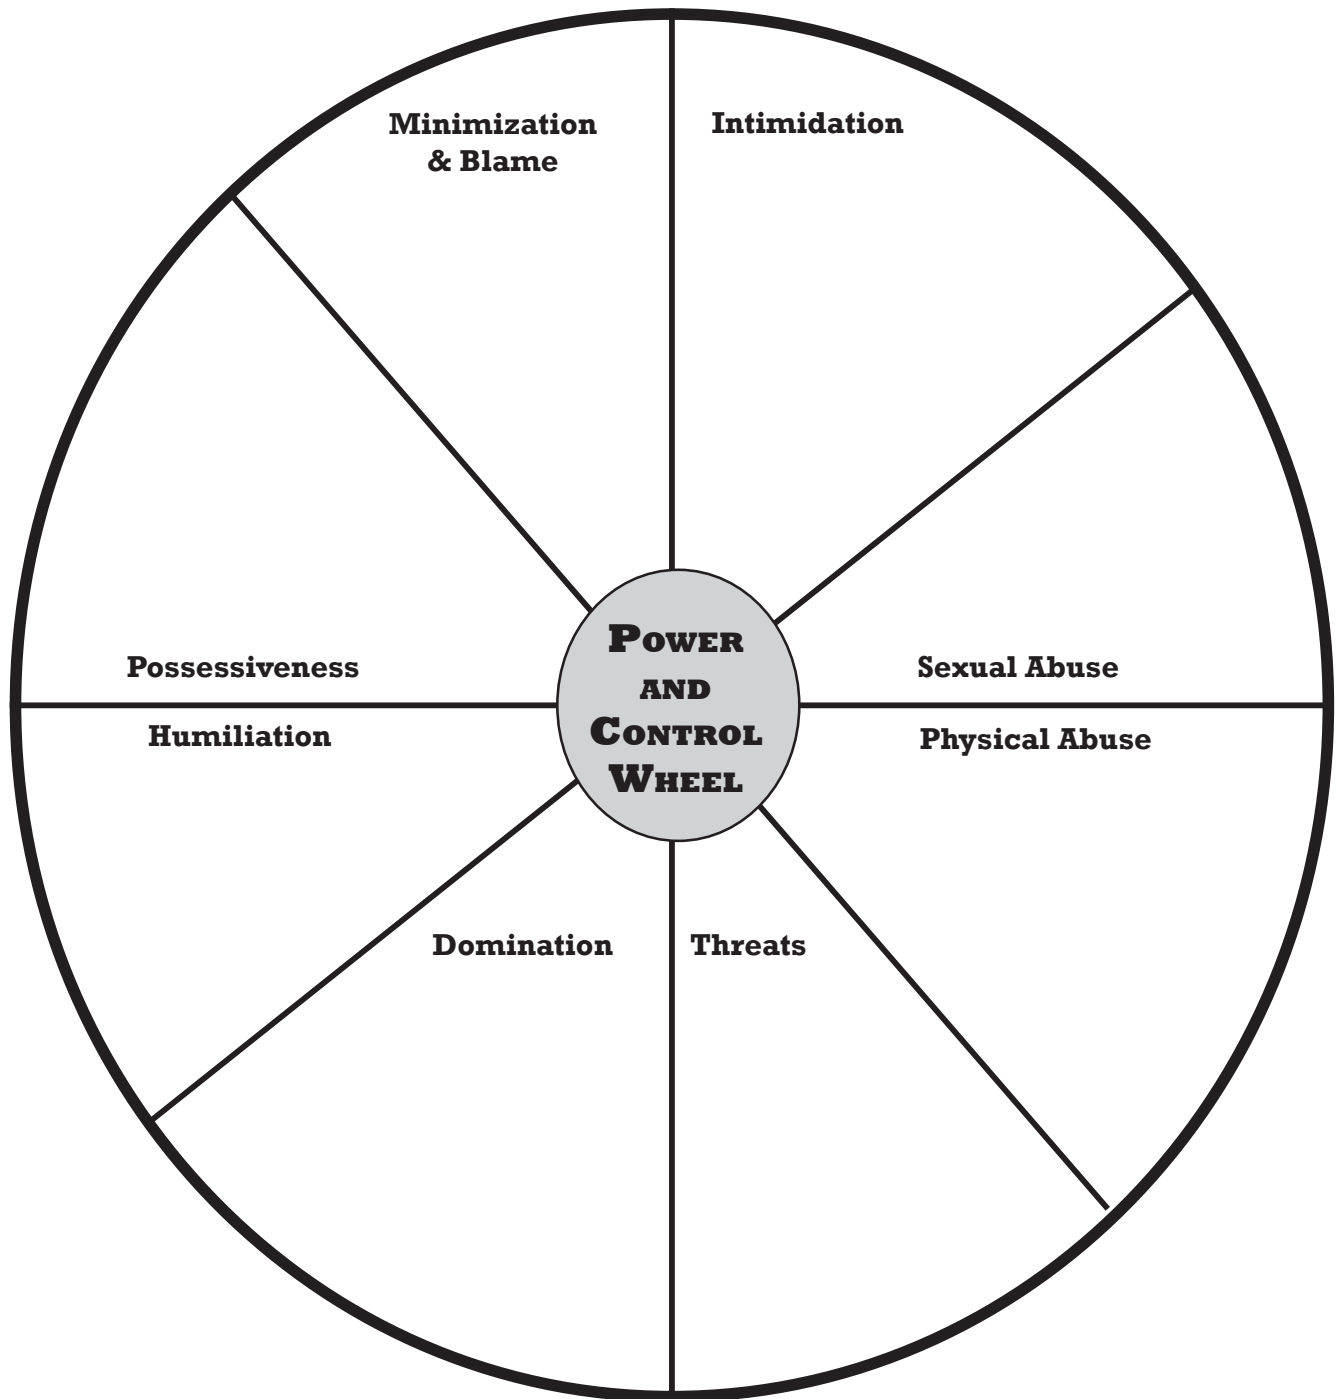 Minimization
& Blame
Intimidation
Possessiveness
Sexual Abuse
Power
and
Control
Wheel
Humiliation
Physical Abuse
Domination
Threats